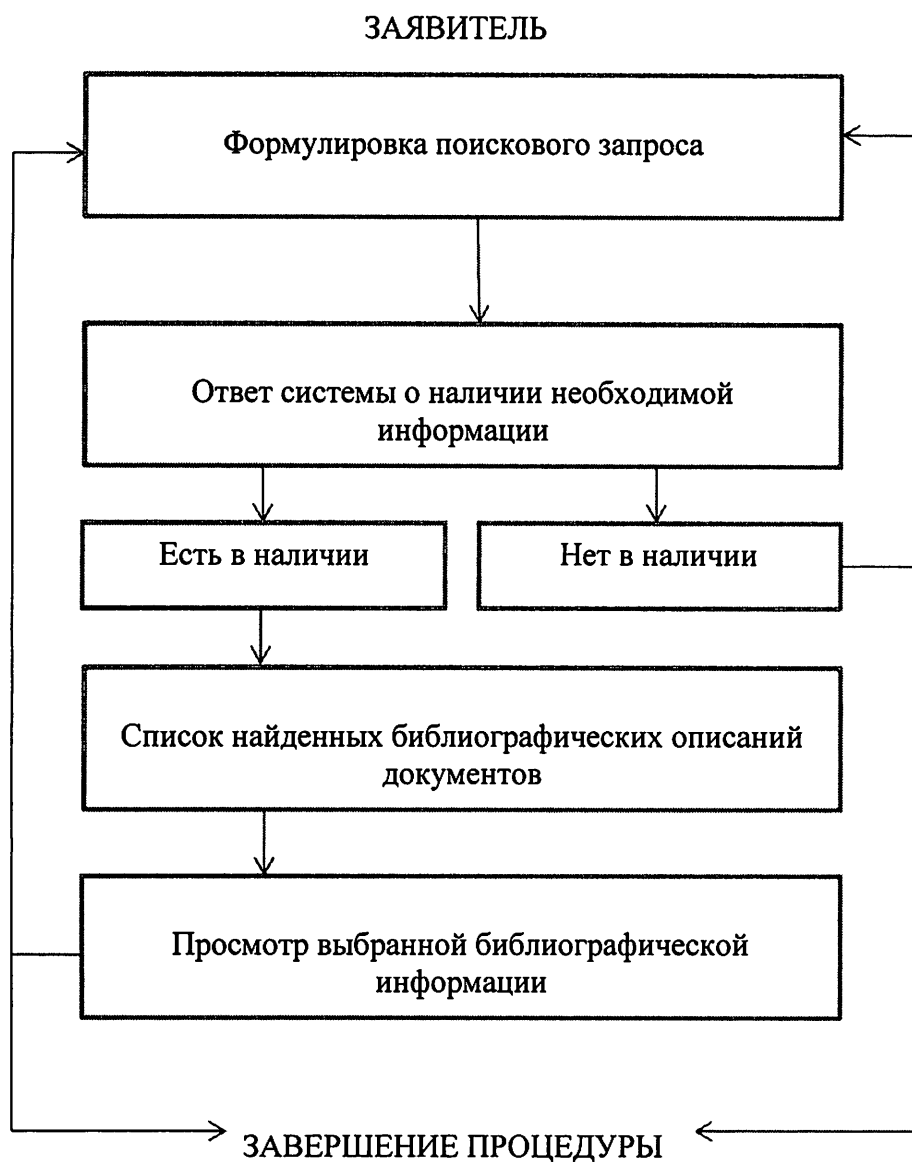 ЗАЯВИТЕЛЬ
Формулировка поискового запроса
Ответ системы о наличии необходимой
информации
Есть в наличии
Нет в наличии
Список найденных библиографических описаний
документов
Просмотр выбранной библиографической
информации
ЗАВЕРШЕНИЕ ПРОЦЕДУРЫ